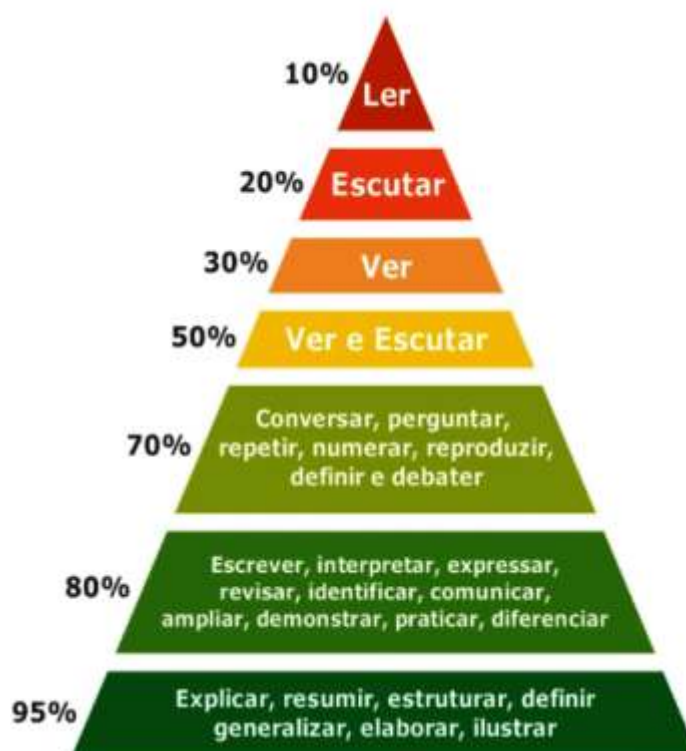 10%
Ler
20%
Escutar
30%
Ver
50%
Ver e Escutar
70%
Conversar, perguntar,
repetir, numerar, reproduzir,
definir e debater
80%
Escrever, interpretar, expressar,
revisar, identificar, comunicar,
ampliar, demonstrar, praticar, diferenciar
95%
Explicar, resumir, estruturar, definir
generalizar, elaborar, ilustrar